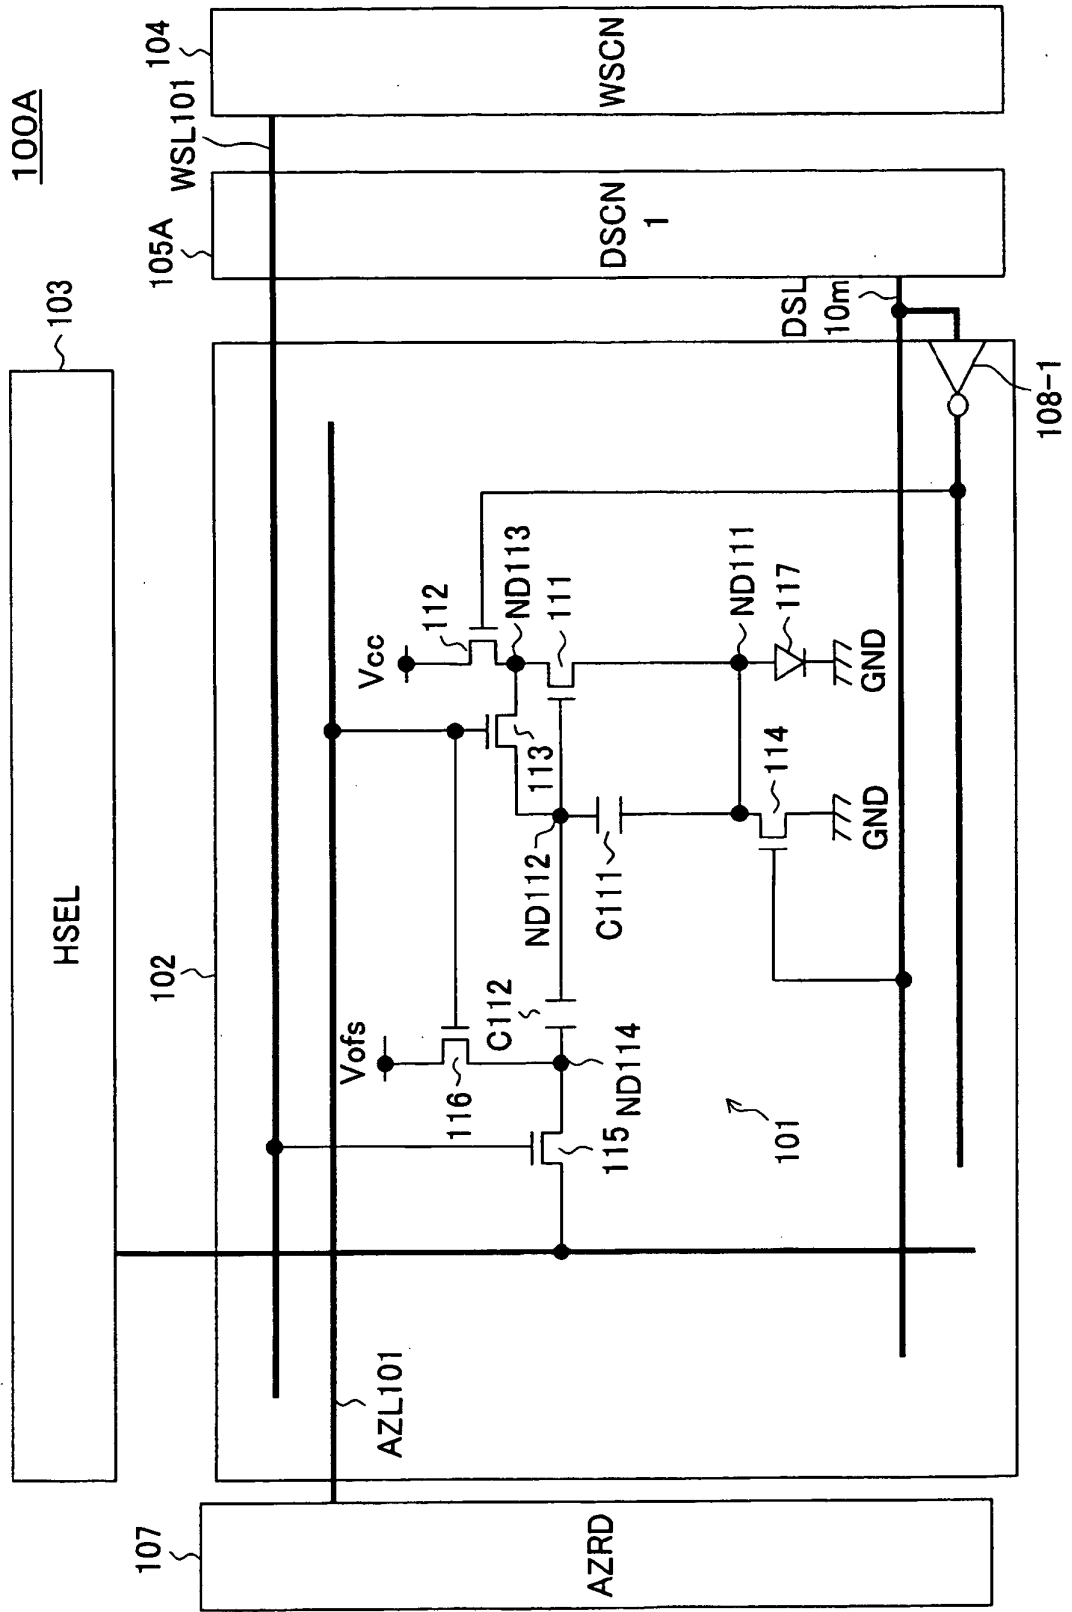 100A
HSEL
103
104
WSCN
WSL101
105A
DSCN
1
DSL
10m
102
107
AZRD
AZL101
Vofs
116
115
C112
ND114
ND112
C111
113
Vcc
112
ND113
111
ND111
117
GND
114
GND
101
108-1